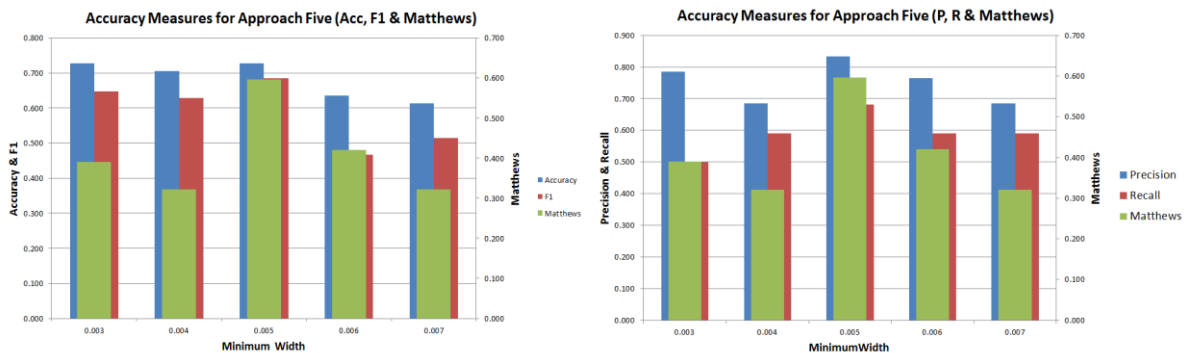 Accuracy Measures for Approach Five (Acc, F1 & Matthews)
0.800
0.700
0.600
0.500
0.400
0.300
0.200
0.100
0.000
Accuracy & F1
0.700
0.600
0.500
0.400
0.300
0.200
0.100
0.000
Matthews
Accuracy
F1
Matthews
0.003 0.004 0.005 0.006 0.007
Minimum Width
Accuracy Measures for Approach Five (P, R & Matthews)
0.900
0.800
0.700
0.600
0.500
0.400
0.300
0.200
0.100
0.000
Precision & Recall
0.700
0.600
0.500
0.400
0.300
0.200
0.100
0.000
Matthews
Precision
Recall
Matthews
0.003 0.004 0.005 0.006 0.007
MinimumWidth